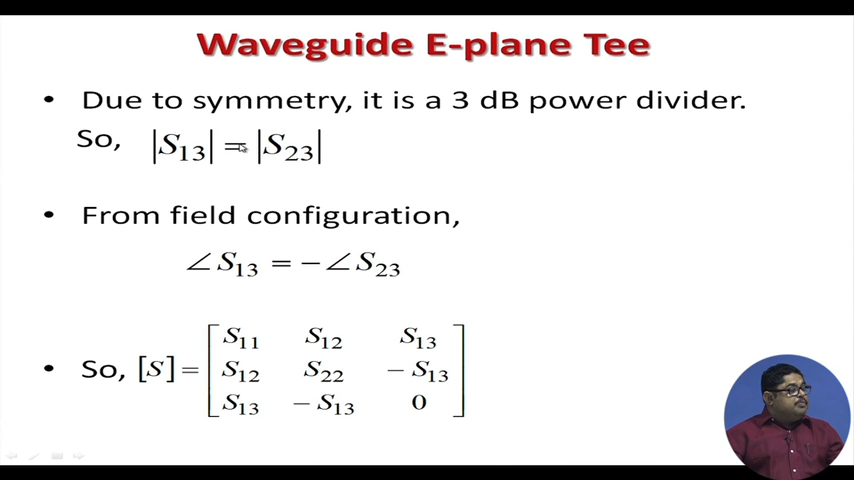 Waveguide E-plane Tee
• Due to symmetry, it is a 3 dB power divider.
So, |S₁₃| = |S₂₃|
• From field configuration,
∠S₁₃ = −∠S₂₃
• So, [S] = [ S₁₁ S₁₂ S₁₃
S₁₂ S₂₂ −S₁₃
S₁₃ −S₁₃ 0 ]